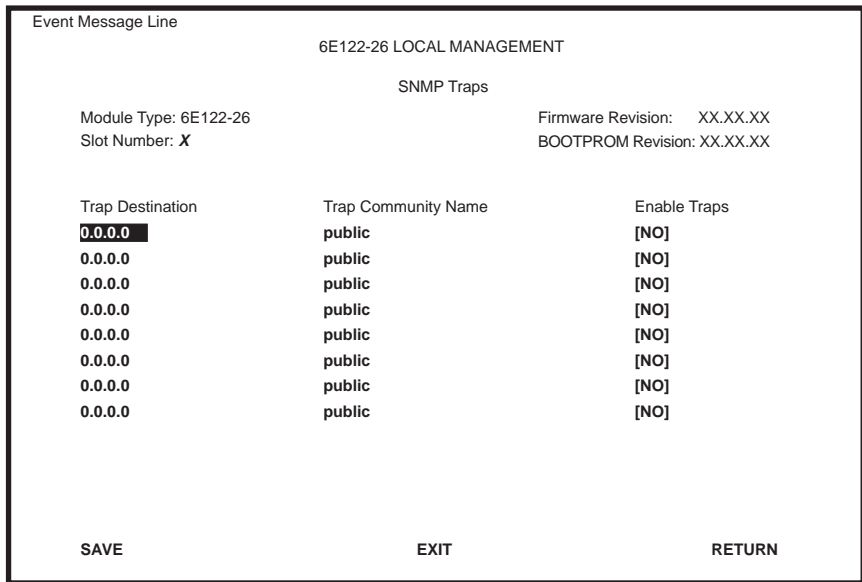 Event Message Line
6E122-26 LOCAL MANAGEMENT
SNMP Traps
Module Type: 6E122-26 Firmware Revision: XX.XX.XX
Slot Number: X BOOTPROM Revision: XX.XX.XX
Trap Destination Trap Community Name Enable Traps
0.0.0.0 public [NO]
0.0.0.0 public [NO]
0.0.0.0 public [NO]
0.0.0.0 public [NO]
0.0.0.0 public [NO]
0.0.0.0 public [NO]
0.0.0.0 public [NO]
0.0.0.0 public [NO]
SAVE EXIT RETURN